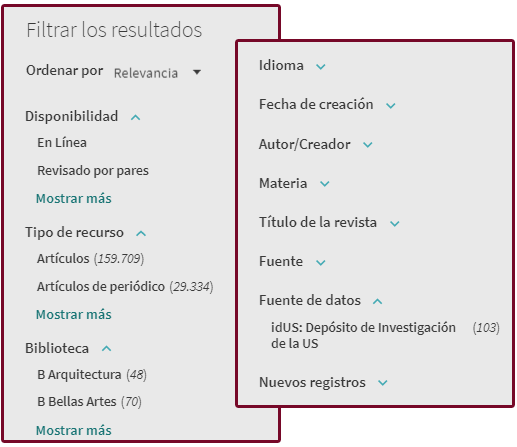 Filtrar los resultados
Ordenar por Relevancia
Disponibilidad
En Línea
Revisado por pares
Mostrar más
Tipo de recurso
Artículos (159.709)
Artículos de periódico (29.334)
Mostrar más
Biblioteca
B Arquitectura (48)
B Bellas Artes (70)
Mostrar más
Idioma
Fecha de creación
Autor/Creador
Materia
Título de la revista
Fuente
Fuente de datos
idUS: Depósito de Investigación (103)
de la US
Nuevos registros